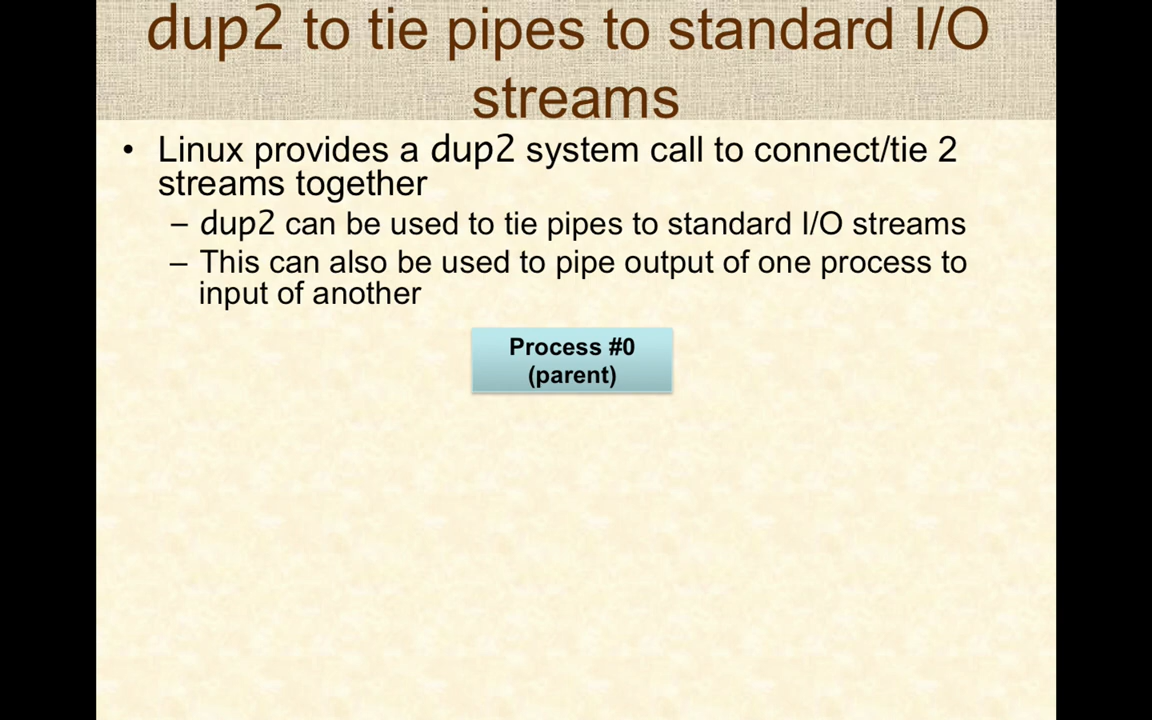 dup2 to tie pipes to standard I/O
streams
• Linux provides a dup2 system call to connect/tie 2
streams together
– dup2 can be used to tie pipes to standard I/O streams
– This can also be used to pipe output of one process to
input of another
Process #0
(parent)